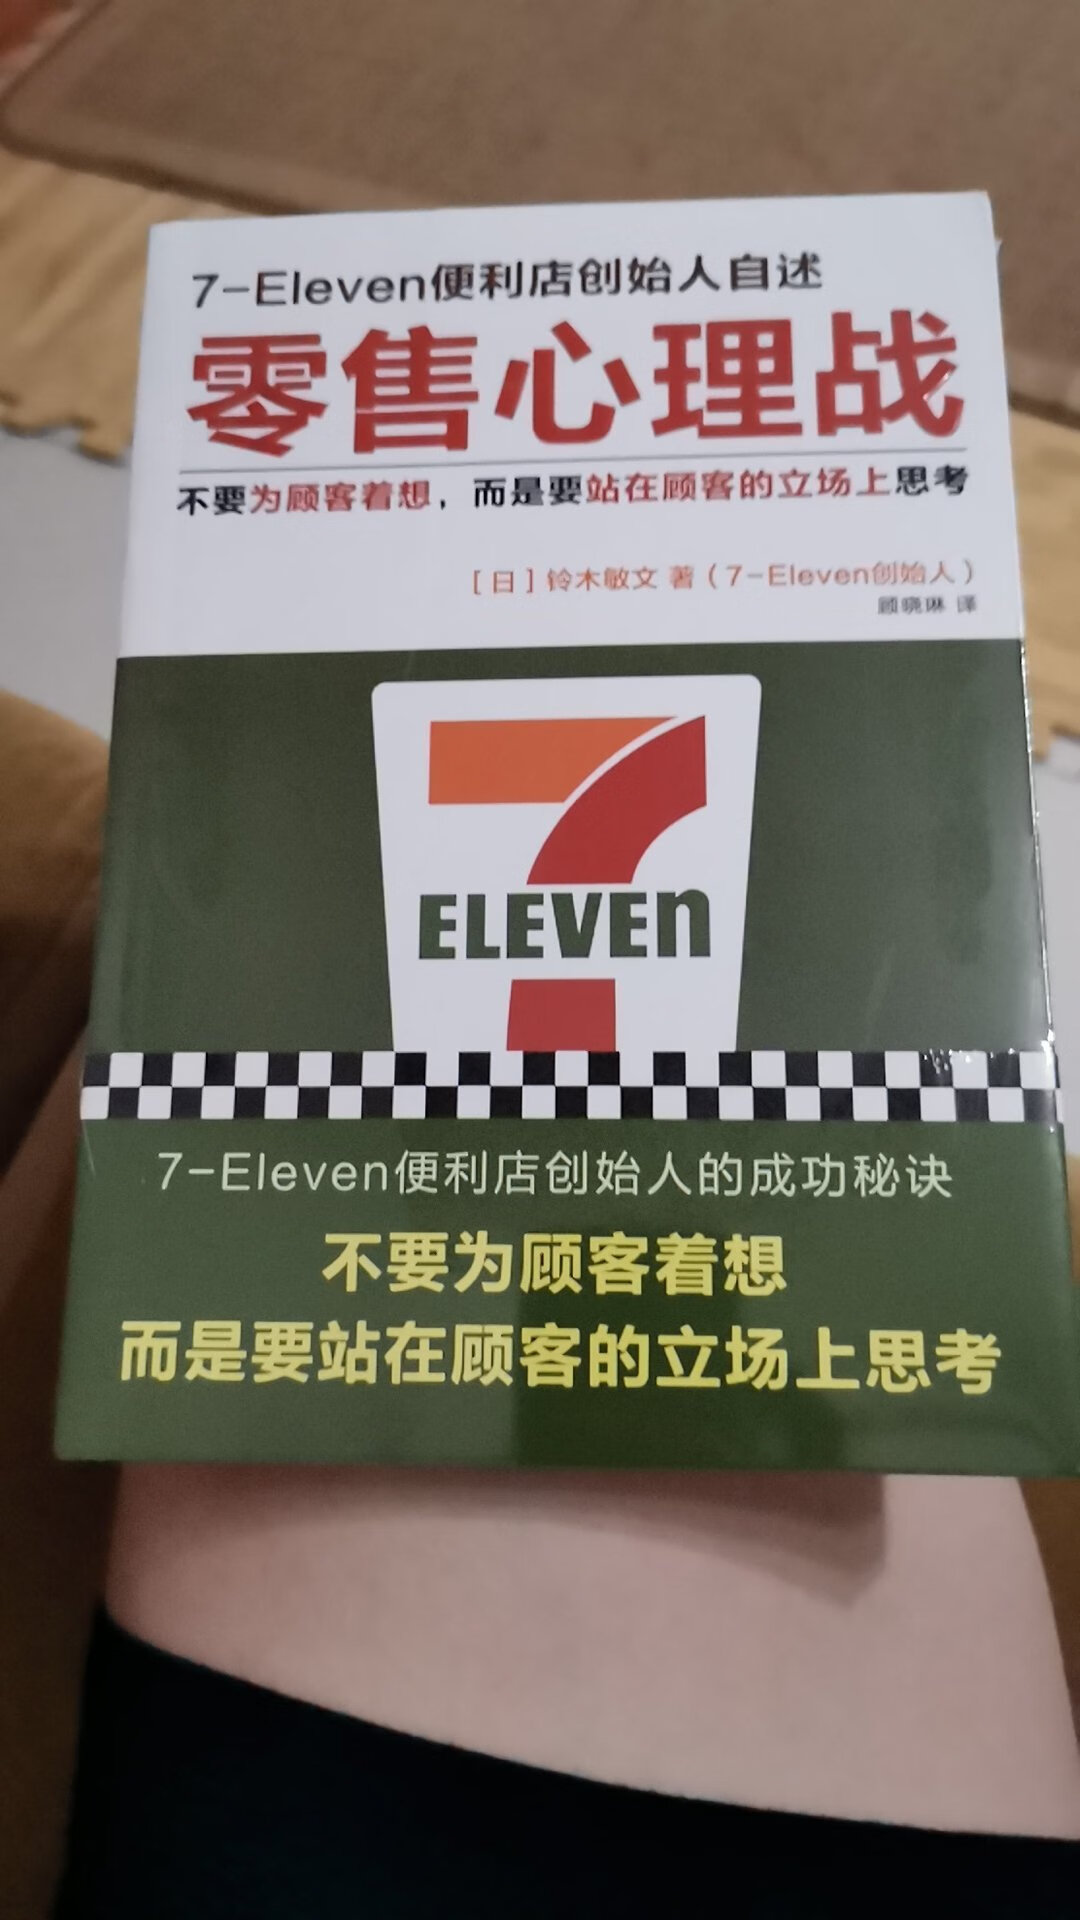 7-Eleven便利店创始人自述
零售心理战
不要为顾客着想，而是要站在顾客的立场上思考
［日］铃木敏文 著（7-Eleven创始人）
顾晓琳 译
7
ELEVEn
7-Eleven便利店创始人的成功秘诀
不要为顾客着想
而是要站在顾客的立场上思考